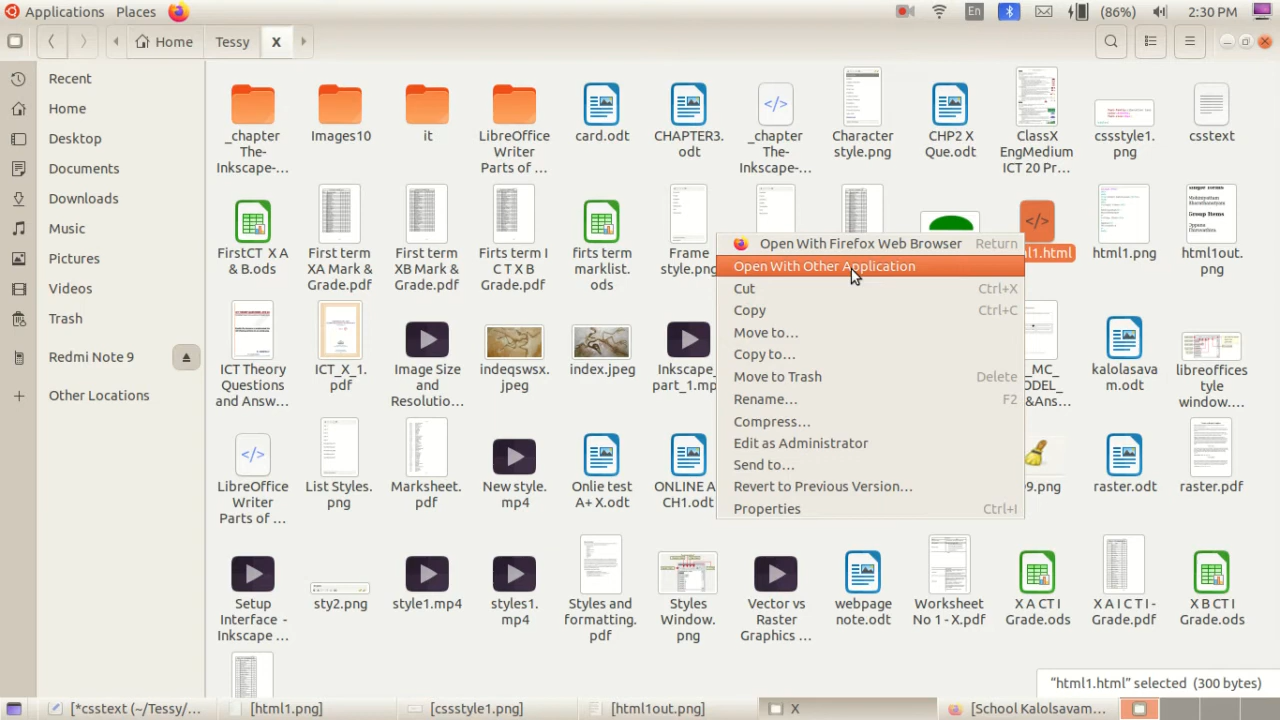 Applications Places En (86%) 2:30 PM
Home Tessy X
Recent
Home
Desktop
Documents
Downloads
Music
Pictures
Videos
Trash
Redmi Note 9
Other Locations
_chapter
The-
Inkscape-...
Images10
it
LibreOffice
Writer
Parts of ...
card.odt
CHAPTER3.
odt
_chapter
The-
Inkscape-...
Character
style.png
CHP2 X
Que.odt
ClassX
EngMedium
ICT 20 Pr...
cssstyle1.
png
csstext
FirstCT X A
& B.ods
First term
XA Mark &
Grade.pdf
First term
XB Mark &
Grade.pdf
Firts term I
C T X B
Grade.pdf
firts term
marklist.
ods
Frame
style.png
l1.html
html1.png
html1out.
png
Open With Firefox Web Browser Return
Open With Other Application
Cut Ctrl+X
Copy Ctrl+C
Move to...
Copy to...
Move to Trash Delete
Rename... F2
Compress...
Edit as Administrator
Send to...
Revert to Previous Version...
Properties Ctrl+I
ICT Theory
Questions
and Answ...
ICT_X_1.
pdf
Image Size
and
Resolutio...
indeqswsx.
jpeg
index.jpeg
Inkscape_
part_1.mp
_MC_
ODEL_
&Ans...
kalolsava
m.odt
libreoffices
tyle
window....
LibreOffice
Writer
Parts of ...
List Styles.
png
Marksheet.
pdf
New style.
mp4
Onlie test
A+ X.odt
ONLINE A
CH1.odt
99.png
raster.odt
raster.pdf
Setup
Interface -
Inkscape ...
sty2.png
style1.mp4
styles1.
mp4
Styles and
formatting.
pdf
Styles
Window.
png
Vector vs
Raster
Graphics ...
webpage
note.odt
Worksheet
No 1 - X.pdf
X A CT I
Grade.ods
X A I C T I -
Grade.pdf
X B CT I
Grade.ods
"html1.html" selected (300 bytes)
[*csstext (~/Tessy/... [html1.png] [cssstyle1.png] [html1out.png] X [School Kalolsavam...